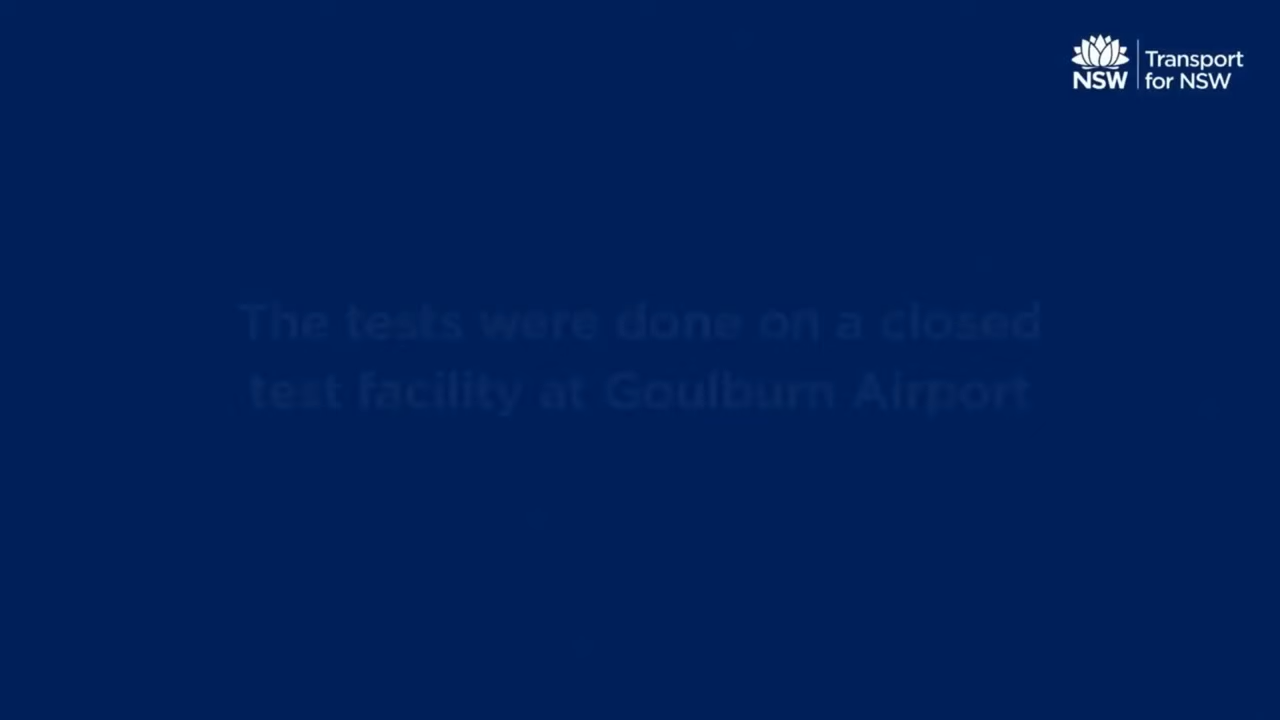 NSW
Transport
for NSW
The tests were done on a closed
test facility at Goulburn Airport